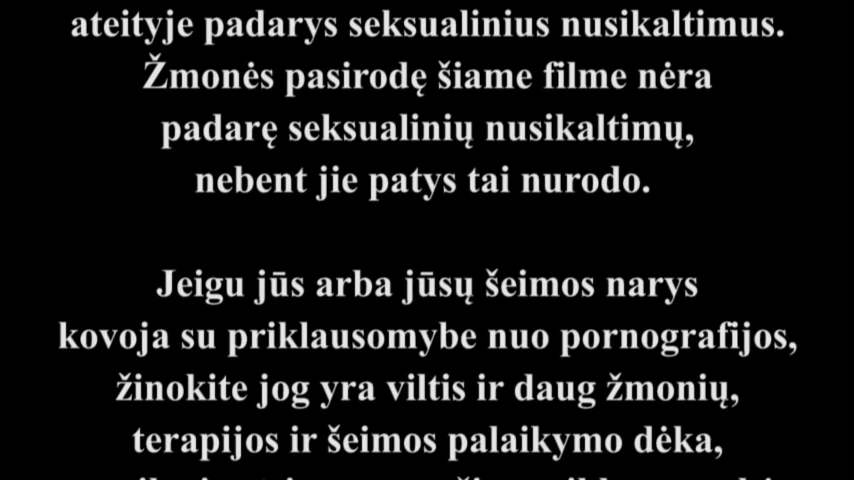 ateityje padarys seksualinius nusikaltimus.
Žmonės pasirodę šiame filme nėra
padarę seksualinių nusikaltimų,
nebent jie patys tai nurodo.
Jeigu jūs arba jūsų šeimos narys
kovoja su priklausomybe nuo pornografijos,
žinokite jog yra viltis ir daug žmonių,
terapijos ir šeimos palaikymo dėka,